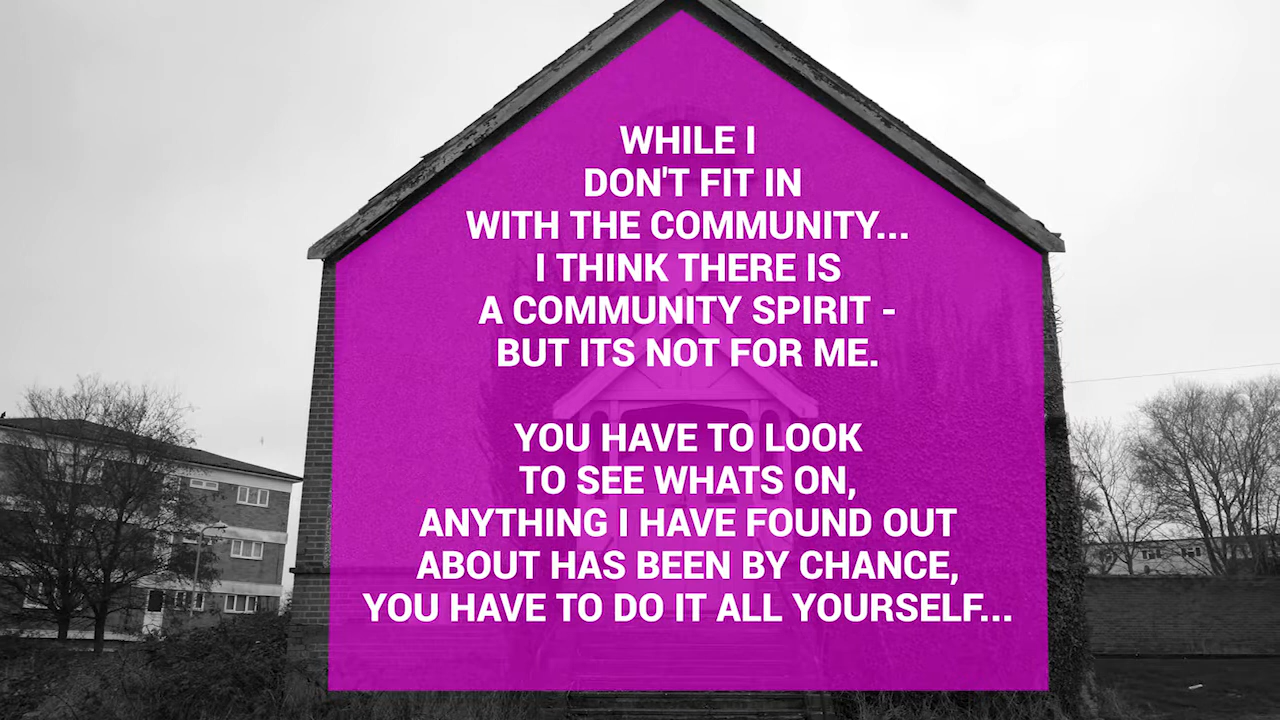 WHILE I
DON'T FIT IN
WITH THE COMMUNITY...
I THINK THERE IS
A COMMUNITY SPIRIT -
BUT ITS NOT FOR ME.
YOU HAVE TO LOOK
TO SEE WHATS ON,
ANYTHING I HAVE FOUND OUT
ABOUT HAS BEEN BY CHANCE,
YOU HAVE TO DO IT ALL YOURSELF...